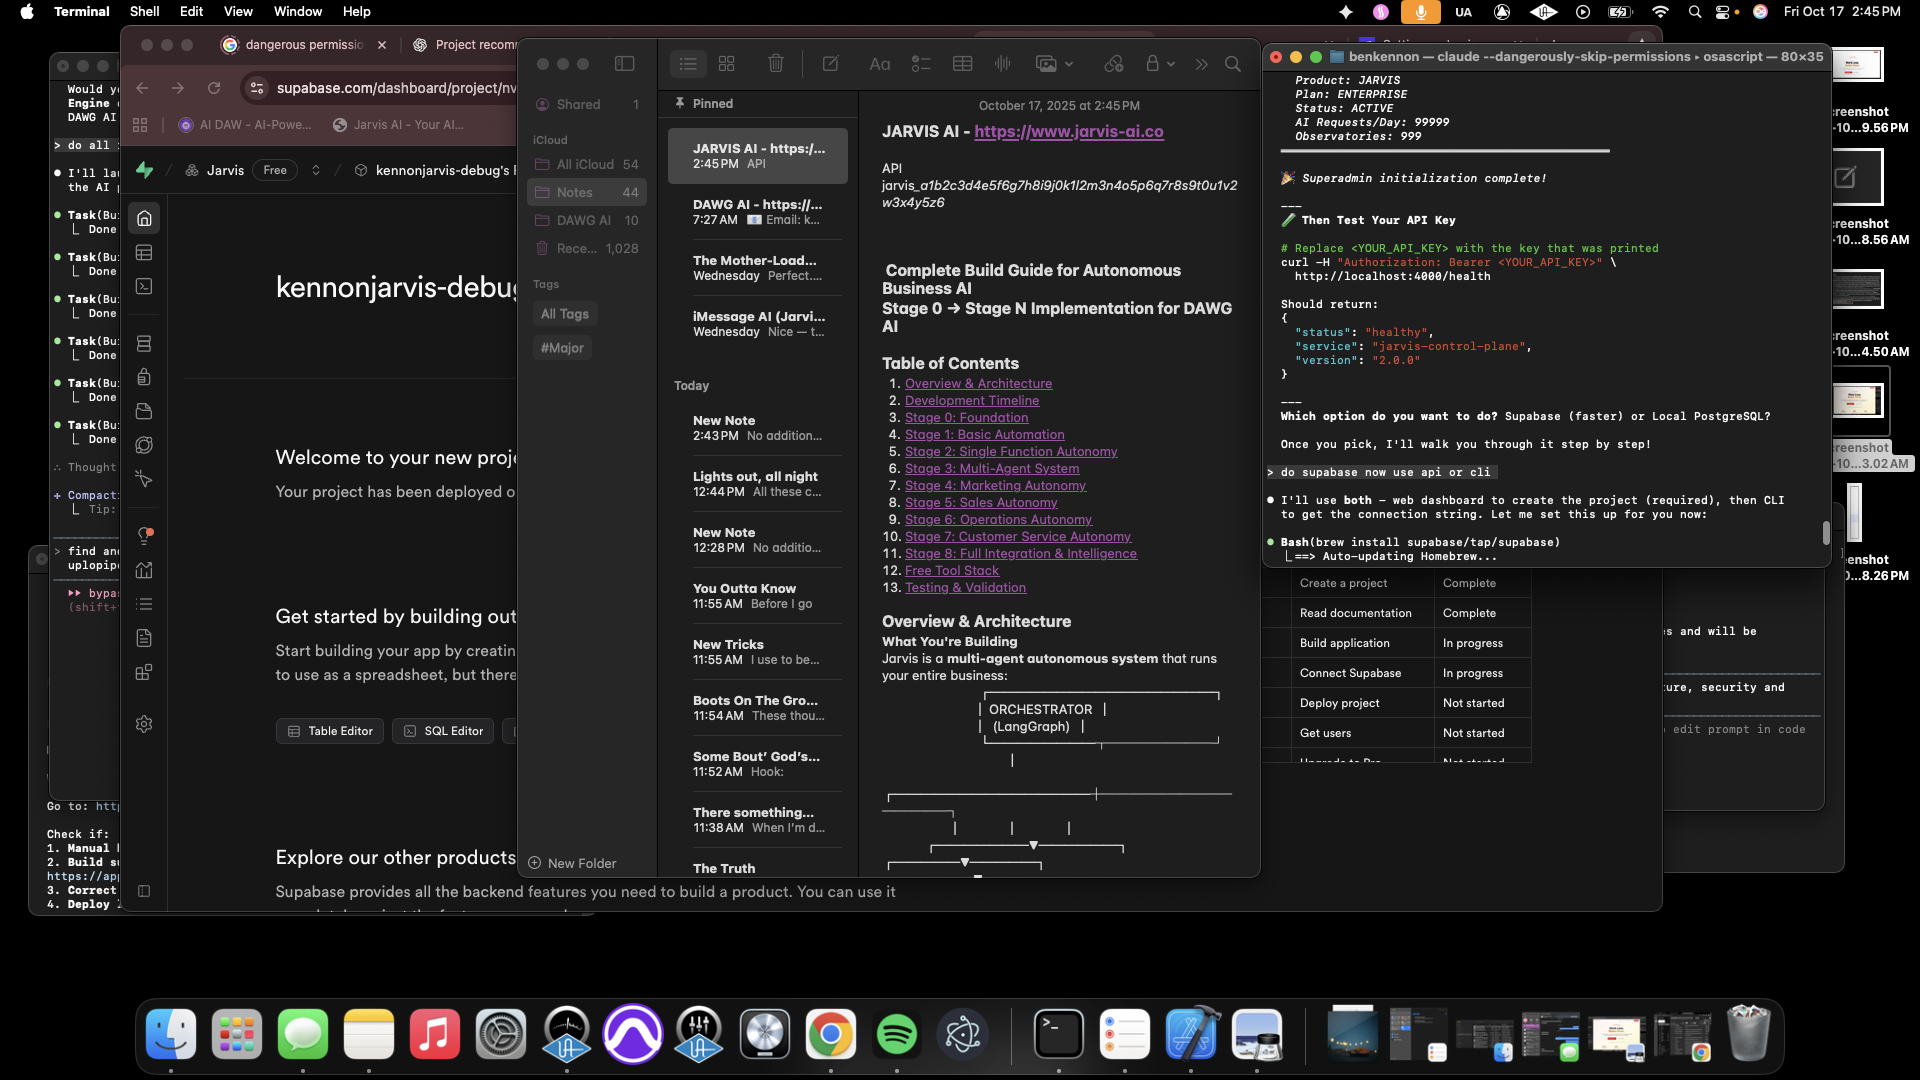 Terminal Shell Edit View Window Help
UA
Fri Oct 17 2:45 PM
Would yo
Engine
DAWG AI
> do all
I'll la
the AI p
Task(Bu
Done
Task(Bu
Done
Task(Bu
Done
Task(Bu
Done
Task(Bu
Done
Task(Bu
Done
Thought
Compacti
Tip:
> find and
uplopipe
bypas
(shift+
Go to: http
Check if:
1. Manual
2. Build su
https://app
3. Correct
4. Deploy
dangerous permissio
Project recomm
supabase.com/dashboard/project/nv
AI DAW - AI-Powe...
Jarvis AI - Your AI...
Jarvis Free
kennonjarvis-debug's
kennonjarvis-debug
Welcome to your new proje
Your project has been deployed o
Get started by building out
Start building your app by creatin
to use as a spreadsheet, but there
Table Editor
SQL Editor
Explore our other products
Supabase provides all the backend features you need to build a product. You can use it
Shared 1
iCloud
All iCloud 54
Notes 44
DAWG AI 10
Rece... 1,028
Tags
All Tags
#Major
New Folder
Pinned
JARVIS AI - https:/...
2:45 PM API
DAWG AI - https://...
7:27 AM Email: k...
The Mother-Load...
Wednesday Perfect....
iMessage AI (Jarvi...
Wednesday Nice — t...
Today
New Note
2:43 PM No addition...
Lights out, all night
12:44 PM All these c...
New Note
12:28 PM No additio...
You Outta Know
11:55 AM Before I go
New Tricks
11:55 AM I use to be...
Boots On The Gro...
11:54 AM These thou...
Some Bout' God's...
11:52 AM Hook:
There something...
11:38 AM When I'm d...
The Truth
October 17, 2025 at 2:45 PM
JARVIS AI - https://www.jarvis-ai.co
API
jarvis_a1b2c3d4e5f6g7h8i9j0k1l2m3n4o5p6q7r8s9t0u1v2
w3x4y5z6
Complete Build Guide for Autonomous
Business AI
Stage 0 → Stage N Implementation for DAWG
AI
Table of Contents
1. Overview & Architecture
2. Development Timeline
3. Stage 0: Foundation
4. Stage 1: Basic Automation
5. Stage 2: Single Function Autonomy
6. Stage 3: Multi-Agent System
7. Stage 4: Marketing Autonomy
8. Stage 5: Sales Autonomy
9. Stage 6: Operations Autonomy
10. Stage 7: Customer Service Autonomy
11. Stage 8: Full Integration & Intelligence
12. Free Tool Stack
13. Testing & Validation
Overview & Architecture
What You're Building
Jarvis is a multi-agent autonomous system that runs
your entire business:
ORCHESTRATOR
(LangGraph)
benkennon — claude --dangerously-skip-permissions ▸ osascript — 80×35
Product: JARVIS
Plan: ENTERPRISE
Status: ACTIVE
AI Requests/Day: 99999
Observatories: 999
🎉 Superadmin initialization complete!
---
🧪 Then Test Your API Key
# Replace <YOUR_API_KEY> with the key that was printed
curl -H "Authorization: Bearer <YOUR_API_KEY>" \
http://localhost:4000/health
Should return:
{
"status": "healthy",
"service": "jarvis-control-plane",
"version": "2.0.0"
}
---
Which option do you want to do? Supabase (faster) or Local PostgreSQL?
Once you pick, I'll walk you through it step by step!
> do supabase now use api or cli
I'll use both - web dashboard to create the project (required), then CLI
to get the connection string. Let me set this up for you now:
Bash(brew install supabase/tap/supabase)
==> Auto-updating Homebrew...
Create a project Complete
Read documentation Complete
Build application In progress
Connect Supabase In progress
Deploy project Not started
Get users Not started
s and will be
ure, security and
edit prompt in code
creenshot
-10...9.56 PM
creenshot
-10...8.56 AM
creenshot
-10...4.50 AM
creenshot
-10...3.02 AM
eenshot
0...8.26 PM